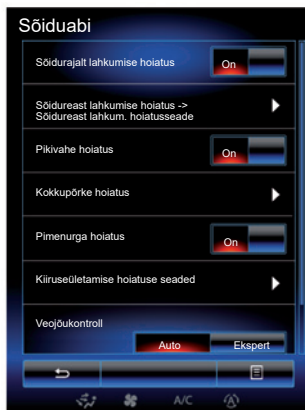 Sõiduabi
Sõidurajalt lahkumise hoiatus
On
Sõidureast lahkumise hoiatus ->
Sõidureast lahkum. hoiatusseade
Pikivahe hoiatus
On
Kokkupõrke hoiatus
Pimenurga hoiatus
On
Kiiruseületamise hoiatuse seaded
Veojõukontroll
Auto Ekspert
A/C
A